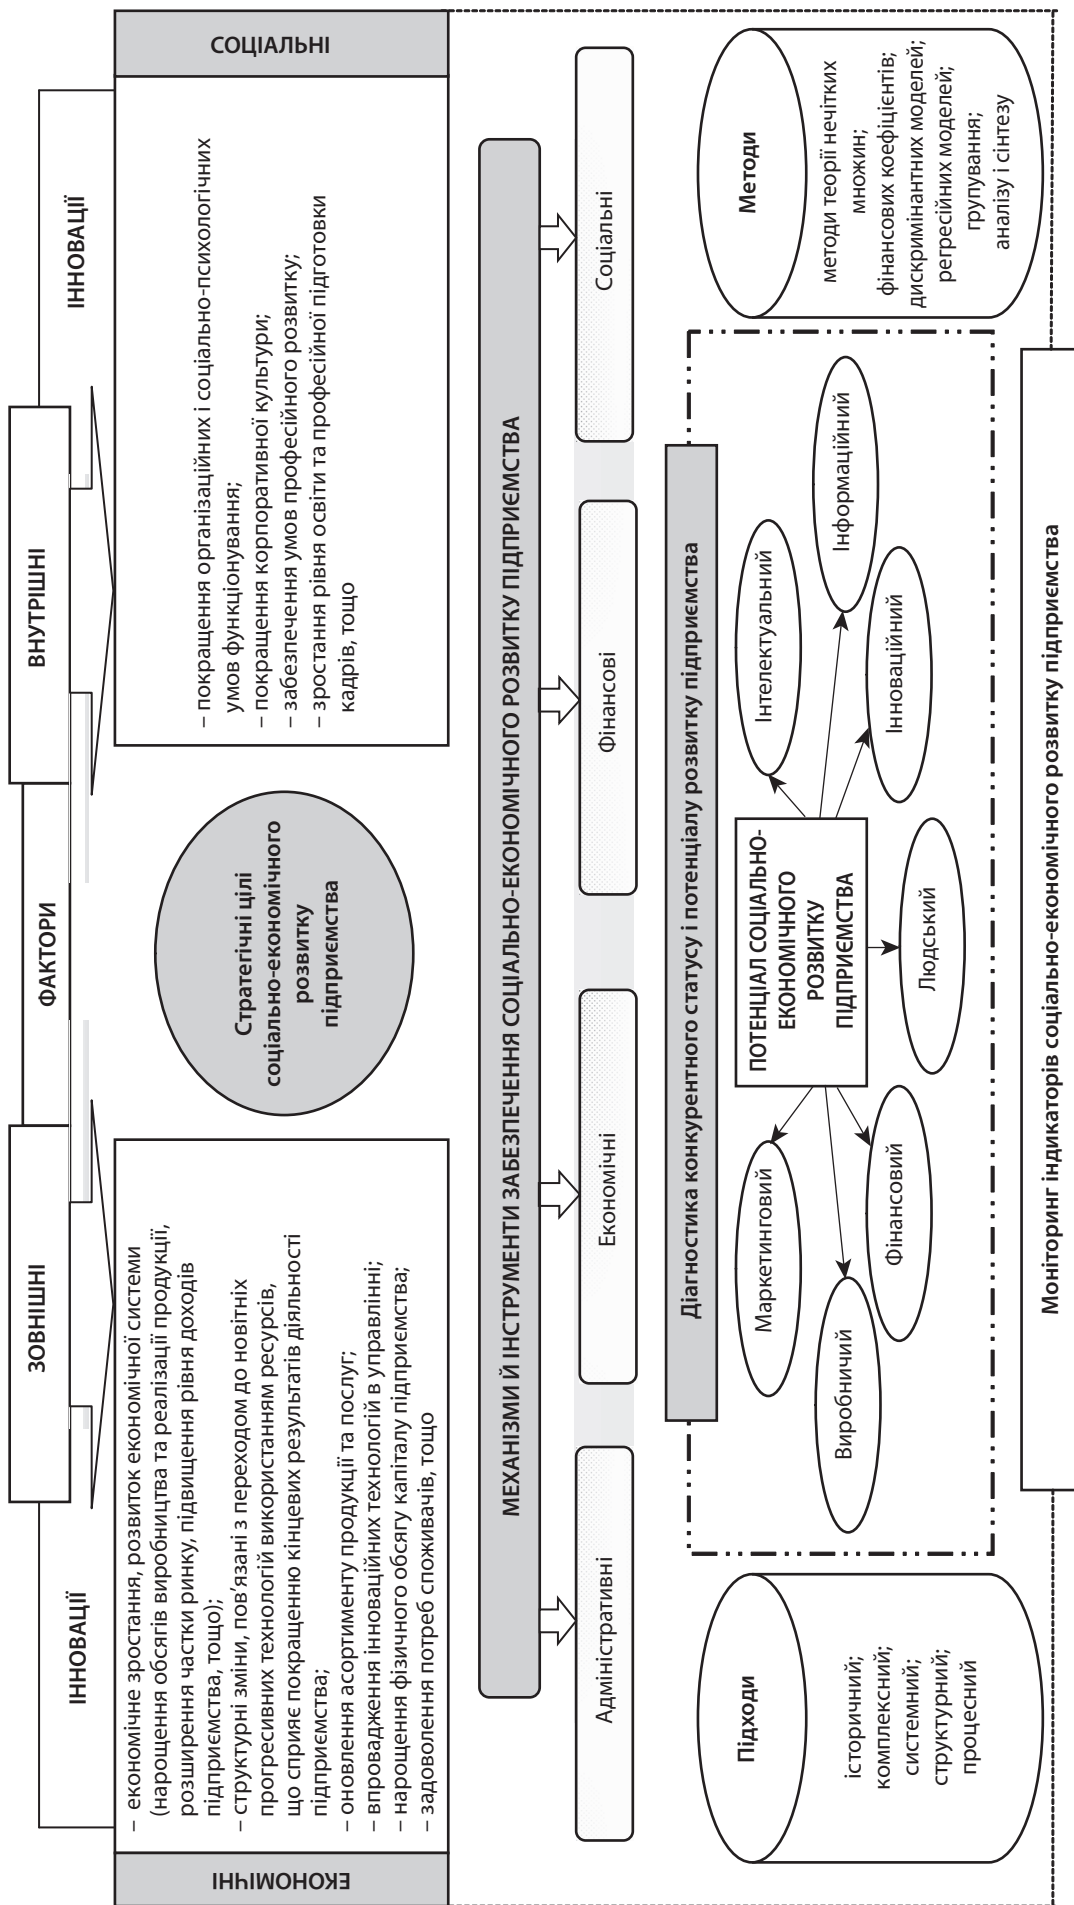 ІННОВАЦІЇ
ЗОВНІШНІ
ФАКТОРИ
ВНУТРІШНІ
ІННОВАЦІЇ
ЕКОНОМІЧНІ
– економічне зростання, розвиток економічної системи
(нарощення обсягів виробництва та реалізації продукції,
розширення частки ринку, підвищення рівня доходів
підприємства, тощо);
– структурні зміни, пов'язані з переходом до новітніх
прогресивних технологій використанням ресурсів,
що сприяє покращенню кінцевих результатів діяльності
підприємства;
– оновлення асортименту продукції та послуг;
– впровадження інноваційних технологій в управлінні;
– нарощення фізичного обсягу капіталу підприємства;
– задоволення потреб споживачів, тощо
Стратегічні цілі
соціально-економічного
розвитку
підприємства
– покращення організаційних і соціально-психологічних
умов функціонування;
– покращення корпоративної культури;
– забезпечення умов професійного розвитку;
– зростання рівня освіти та професійної підготовки
кадрів, тощо
СОЦІАЛЬНІ
МЕХАНІЗМИ Й ІНСТРУМЕНТИ ЗАБЕЗПЕЧЕННЯ СОЦІАЛЬНО-ЕКОНОМІЧНОГО РОЗВИТКУ ПІДПРИЄМСТВА
Адміністративні
Економічні
Фінансові
Соціальні
Підходи
історичний;
комплексний;
системний;
структурний;
процесний
Діагностика конкурентного статусу і потенціалу розвитку підприємства
Маркетинговий
Виробничий
Фінансовий
ПОТЕНЦІАЛ СОЦІАЛЬНО-
ЕКОНОМІЧНОГО
РОЗВИТКУ
ПІДПРИЄМСТВА
Людський
Інтелектуальний
Інформаційний
Інноваційний
Методи
методи теорії нечітких
множин;
фінансових коефіцієнтів;
дискримінантних моделей;
регресійних моделей;
групування;
аналізу і сінтезу
Моніторинг індикаторів соціально-економічного розвитку підприємства